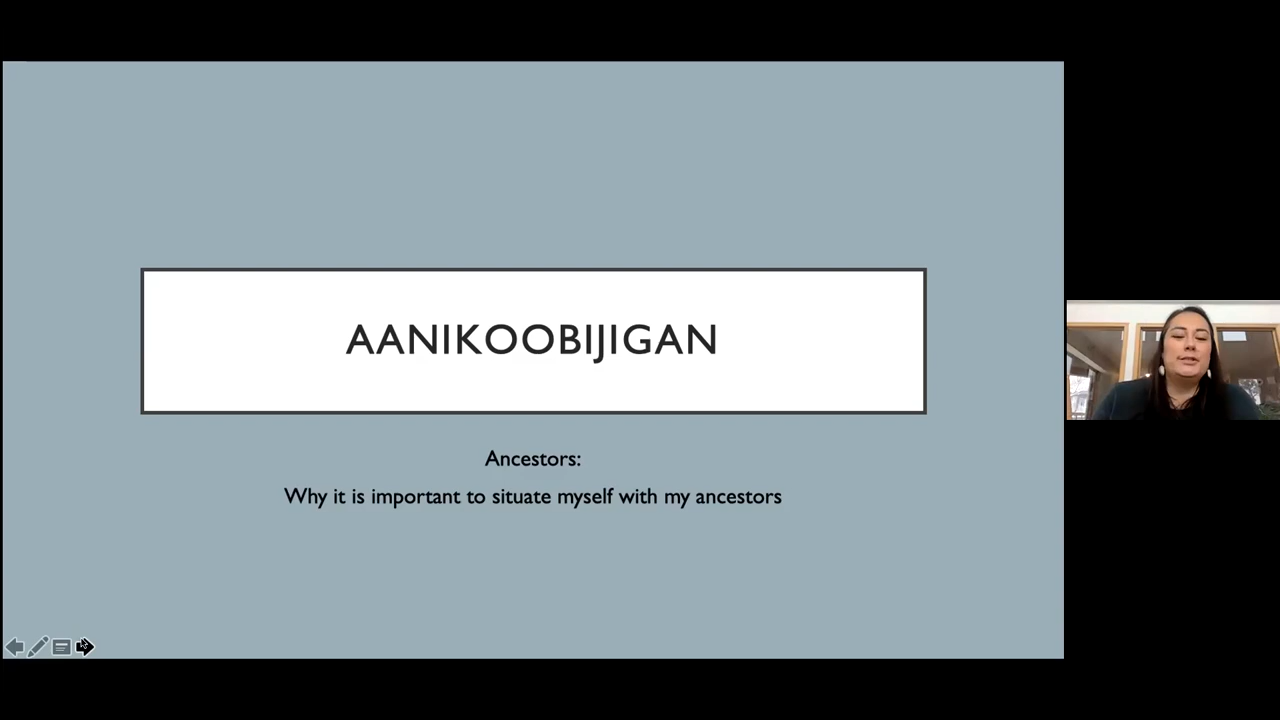 AANIKOOBIJIGAN
Ancestors:
Why it is important to situate myself with my ancestors